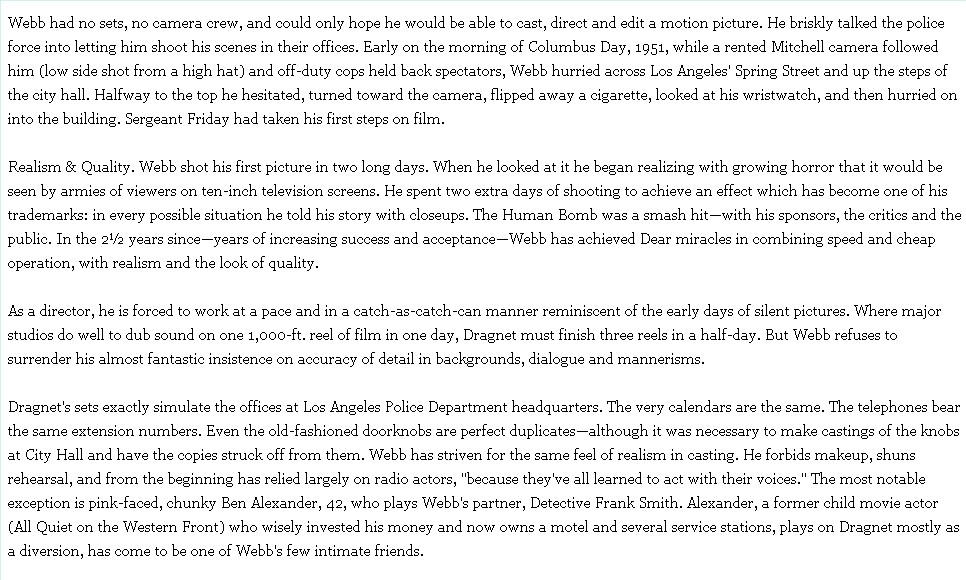 Webb had no sets, no camera crew, and could only hope he would be able to cast, direct and edit a motion picture. He briskly talked the police
force into letting him shoot his scenes in their offices. Early on the morning of Columbus Day, 1951, while a rented Mitchell camera followed
him (low side shot from a high hat) and off-duty cops held back spectators, Webb hurried across Los Angeles' Spring Street and up the steps of
the city hall. Halfway to the top he hesitated, turned toward the camera, flipped away a cigarette, looked at his wristwatch, and then hurried on
into the building. Sergeant Friday had taken his first steps on film.

Realism & Quality. Webb shot his first picture in two long days. When he looked at it he began realizing with growing horror that it would be
seen by armies of viewers on ten-inch television screens. He spent two extra days of shooting to achieve an effect which has become one of his
trademarks: in every possible situation he told his story with closeups. The Human Bomb was a smash hit—with his sponsors, the critics and the
public. In the 2½ years since—years of increasing success and acceptance—Webb has achieved Dear miracles in combining speed and cheap
operation, with realism and the look of quality.

As a director, he is forced to work at a pace and in a catch-as-catch-can manner reminiscent of the early days of silent pictures. Where major
studios do well to dub sound on one 1,000-ft. reel of film in one day, Dragnet must finish three reels in a half-day. But Webb refuses to
surrender his almost fantastic insistence on accuracy of detail in backgrounds, dialogue and mannerisms.

Dragnet's sets exactly simulate the offices at Los Angeles Police Department headquarters. The very calendars are the same. The telephones bear
the same extension numbers. Even the old-fashioned doorknobs are perfect duplicates—although it was necessary to make castings of the knobs
at City Hall and have the copies struck off from them. Webb has striven for the same feel of realism in casting. He forbids makeup, shuns
rehearsal, and from the beginning has relied largely on radio actors, "because they've all learned to act with their voices." The most notable
exception is pink-faced, chunky Ben Alexander, 42, who plays Webb's partner, Detective Frank Smith. Alexander, a former child movie actor
(All Quiet on the Western Front) who wisely invested his money and now owns a motel and several service stations, plays on Dragnet mostly as
a diversion, has come to be one of Webb's few intimate friends.